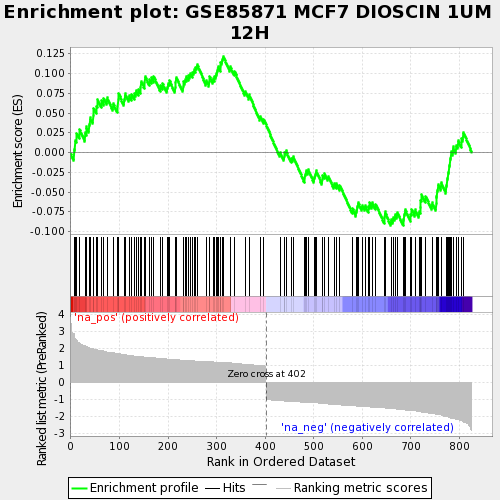 Enrichment plot: GSE85871 MCF7 DIOSCIN 1UM
12H
Enrichment score (ES)
0.125
0.100
0.075
0.050
0.025
0.000
-0.025
-0.050
-0.075
-0.100
'na_pos' (positively correlated)
Ranked list metric (PreRanked)
4
3
2
1
0
-1
-2
-3
Zero cross at 402
'na_neg' (negatively correlated)
0 100 200 300 400 500 600 700 800
Rank in Ordered Dataset
Enrichment profile Hits Ranking metric scores